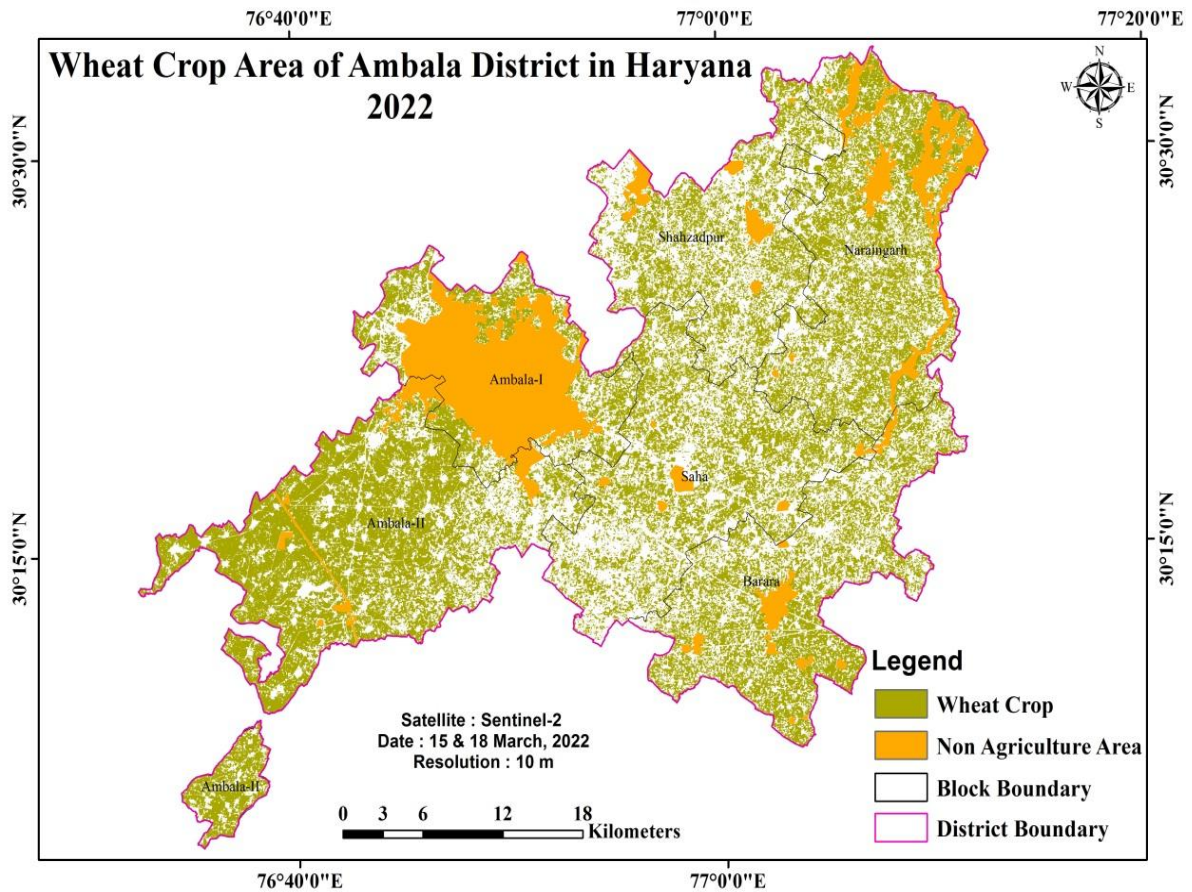 76°40'0"E
77°0'0"E
77°20'0"E
Wheat Crop Area of Ambala District in Haryana
2022
N
W
E
S
30°30'0"N
30°30'0"N
Shahzadpur
Naraingarh
Ambala-I
Saha
Ambala-II
30°15'0"N
30°15'0"N
Barara
Legend
Wheat Crop
Non Agriculture Area
Block Boundary
District Boundary
Satellite : Sentinel-2
Date : 15 & 18 March, 2022
Resolution : 10 m
Ambala-II
0 3 6 12 18
Kilometers
76°40'0"E
77°0'0"E